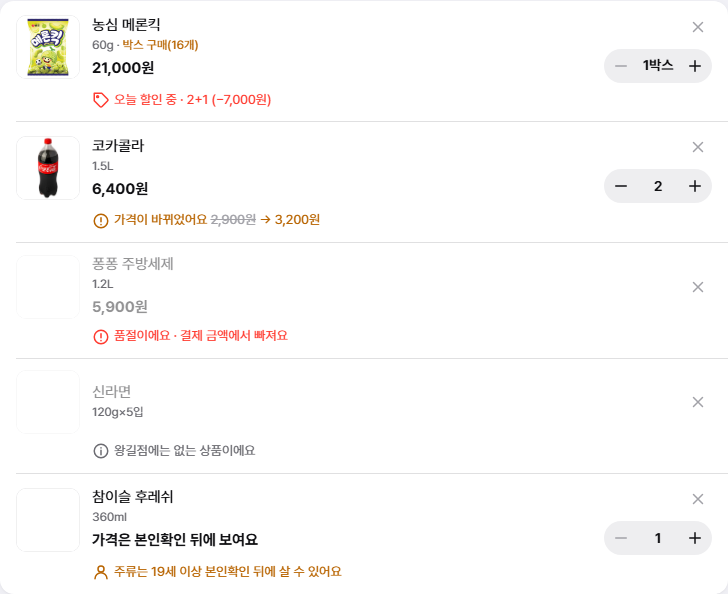 농심 메론킥
60g · 박스 구매(16개)
21,000원
1박스
오늘 할인 중 · 2+1 (−7,000원)
코카콜라
1.5L
6,400원
2
가격이 바뀌었어요 2,900원 → 3,200원
퐁퐁 주방세제
1.2L
5,900원
품절이에요 · 결제 금액에서 빠져요
신라면
120g×5입
왕길점에는 없는 상품이에요
참이슬 후레쉬
360ml
가격은 본인확인 뒤에 보여요
1
주류는 19세 이상 본인확인 뒤에 살 수 있어요
메론킥
Coca-Cola